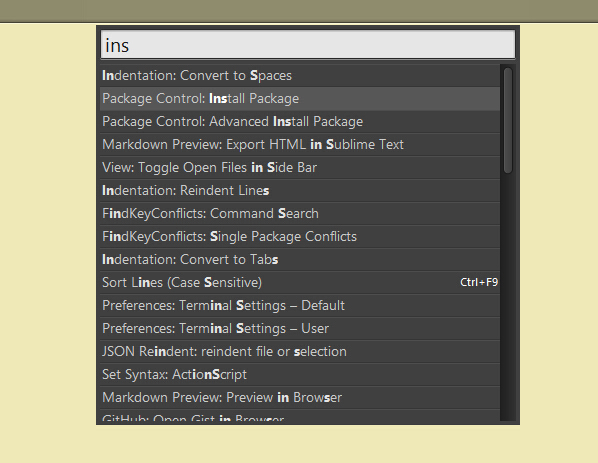 ins
Indentation: Convert to Spaces
Package Control: Install Package
Package Control: Advanced Install Package
Markdown Preview: Export HTML in Sublime Text
View: Toggle Open Files in Side Bar
Indentation: Reindent Lines
FindKeyConflicts: Command Search
FindKeyConflicts: Single Package Conflicts
Indentation: Convert to Tabs
Sort Lines (Case Sensitive) Ctrl+F9
Preferences: Terminal Settings – Default
Preferences: Terminal Settings – User
JSON Reindent: reindent file or selection
Set Syntax: ActionScript
Markdown Preview: Preview in Browser
GitHub: Open Gist in Browser